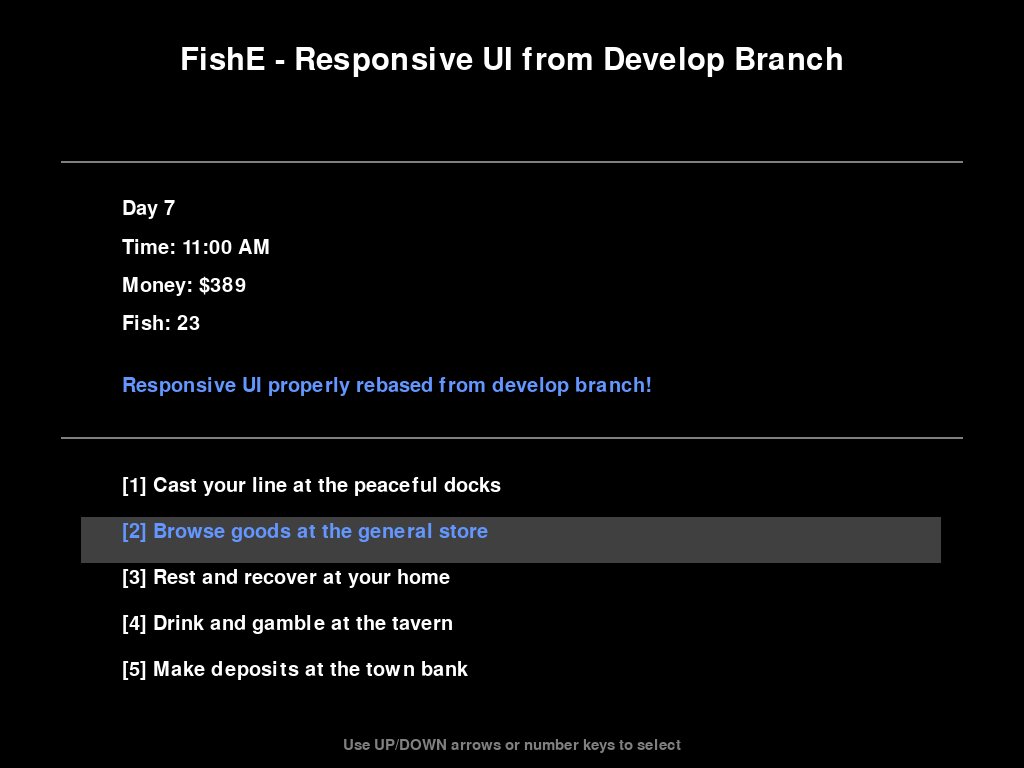 FishE - Responsive UI from Develop Branch
Day 7
Time: 11:00 AM
Money: $389
Fish: 23
Responsive UI properly rebased from develop branch!
[1] Cast your line at the peaceful docks
[2] Browse goods at the general store
[3] Rest and recover at your home
[4] Drink and gamble at the tavern
[5] Make deposits at the town bank
Use UP/DOWN arrows or number keys to select